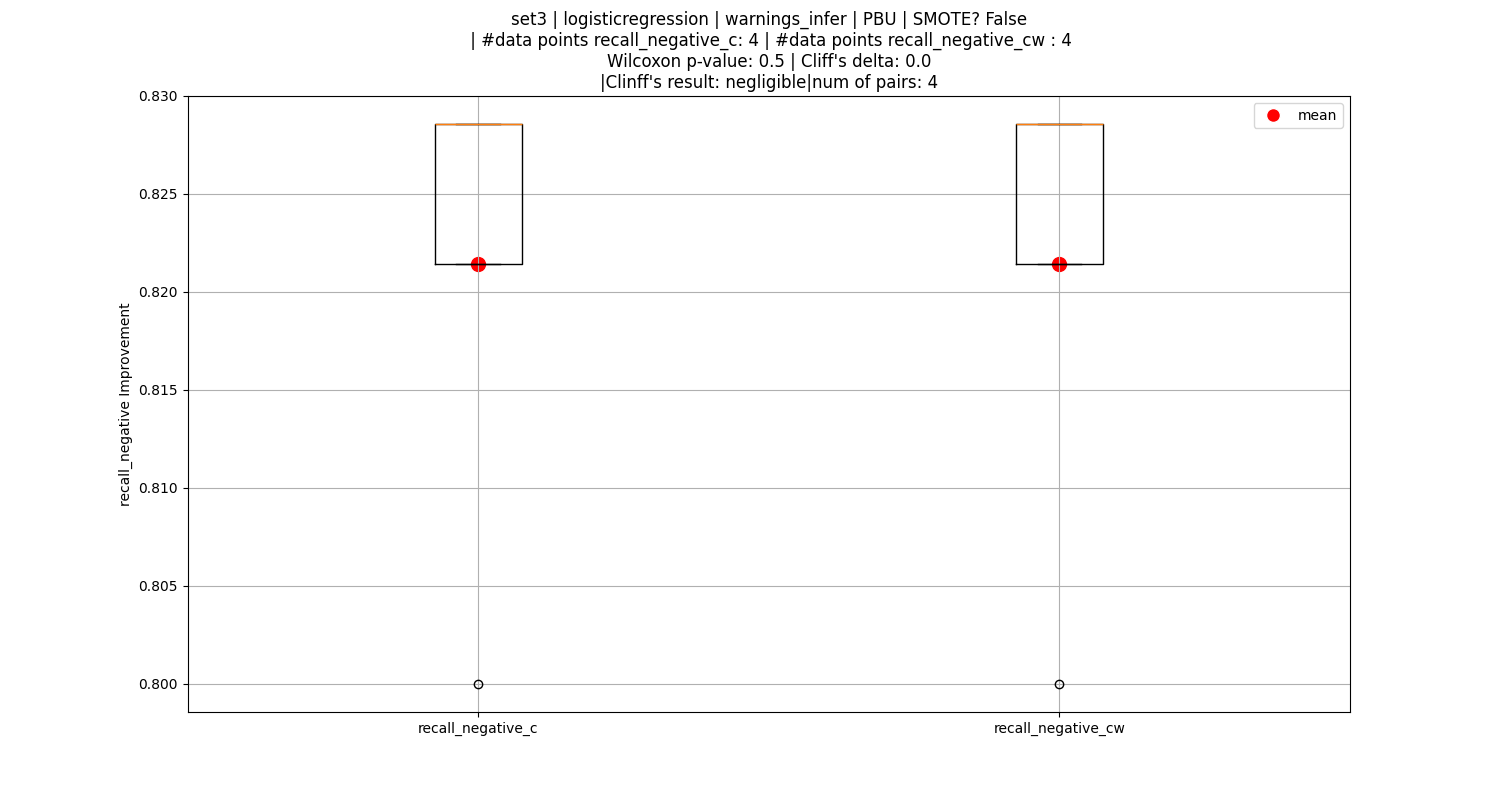 set3 | logisticregression | warnings_infer | PBU | SMOTE? False
| #data points recall_negative_c: 4 | #data points recall_negative_cw : 4
Wilcoxon p-value: 0.5 | Cliff's delta: 0.0
|Clinff's result: negligible|num of pairs: 4
mean
0.830
0.825
0.820
0.815
0.810
0.805
0.800
recall_negative Improvement
recall_negative_c
recall_negative_cw